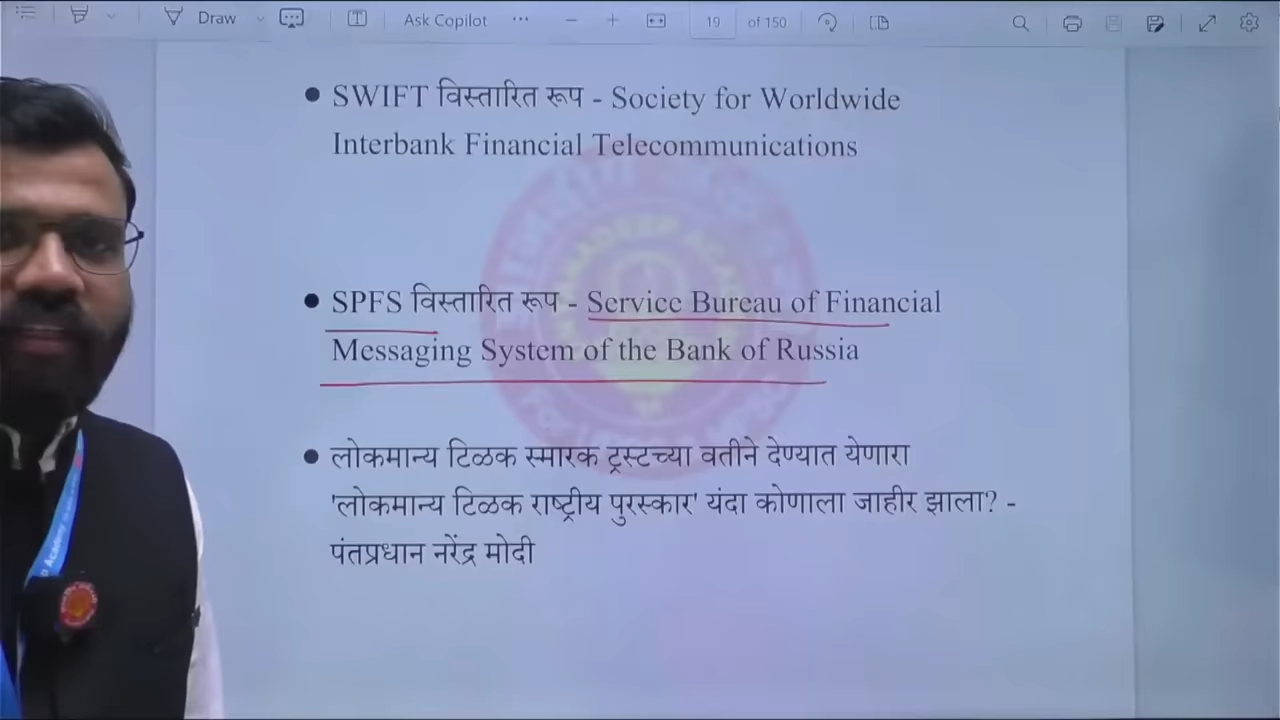 Draw
Ask Copilot
19 of 150
• SWIFT विस्तारित रूप - Society for Worldwide
Interbank Financial Telecommunications
• SPFS विस्तारित रूप - Service Bureau of Financial
Messaging System of the Bank of Russia
• लोकमान्य टिळक स्मारक ट्रस्टच्या वतीने देण्यात येणारा
'लोकमान्य टिळक राष्ट्रीय पुरस्कार' यंदा कोणाला जाहीर झाला? -
पंतप्रधान नरेंद्र मोदी